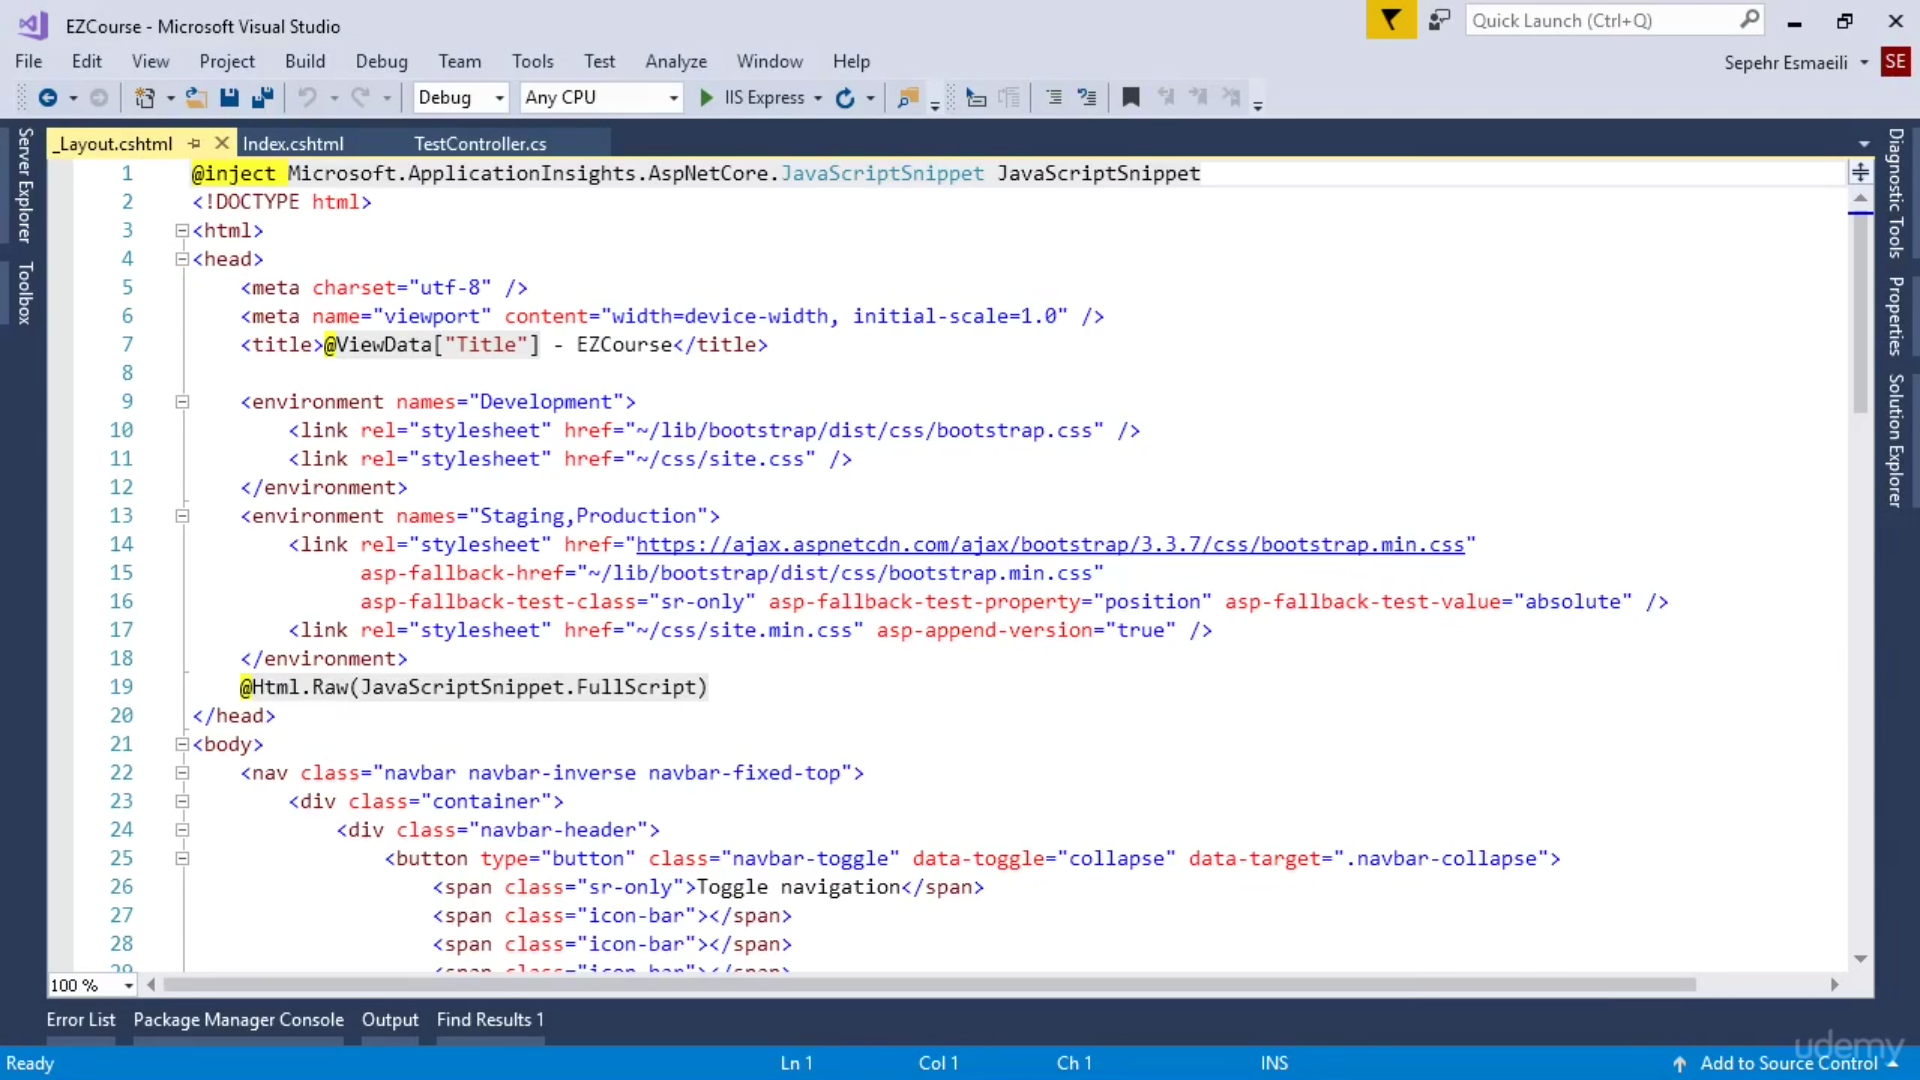 EZCourse - Microsoft Visual Studio
Quick Launch (Ctrl+Q)
File Edit View Project Build Debug Team Tools Test Analyze Window Help
Sepehr Esmaeili SE
Debug Any CPU IIS Express
_Layout.cshtml Index.cshtml TestController.cs
Server Explorer
Toolbox
Diagnostic Tools
Properties
Solution Explorer
1 @inject Microsoft.ApplicationInsights.AspNetCore.JavaScriptSnippet JavaScriptSnippet
2 <!DOCTYPE html>
3 <html>
4 <head>
5 <meta charset="utf-8" />
6 <meta name="viewport" content="width=device-width, initial-scale=1.0" />
7 <title>@ViewData["Title"] - EZCourse</title>
8
9 <environment names="Development">
10 <link rel="stylesheet" href="~/lib/bootstrap/dist/css/bootstrap.css" />
11 <link rel="stylesheet" href="~/css/site.css" />
12 </environment>
13 <environment names="Staging,Production">
14 <link rel="stylesheet" href="https://ajax.aspnetcdn.com/ajax/bootstrap/3.3.7/css/bootstrap.min.css"
15 asp-fallback-href="~/lib/bootstrap/dist/css/bootstrap.min.css"
16 asp-fallback-test-class="sr-only" asp-fallback-test-property="position" asp-fallback-test-value="absolute" />
17 <link rel="stylesheet" href="~/css/site.min.css" asp-append-version="true" />
18 </environment>
19 @Html.Raw(JavaScriptSnippet.FullScript)
20 </head>
21 <body>
22 <nav class="navbar navbar-inverse navbar-fixed-top">
23 <div class="container">
24 <div class="navbar-header">
25 <button type="button" class="navbar-toggle" data-toggle="collapse" data-target=".navbar-collapse">
26 <span class="sr-only">Toggle navigation</span>
27 <span class="icon-bar"></span>
28 <span class="icon-bar"></span>
29 <span class="icon-bar"></span>
100 %
Error List Package Manager Console Output Find Results 1
Ready Ln 1 Col 1 Ch 1 INS Add to Source Control
udemy